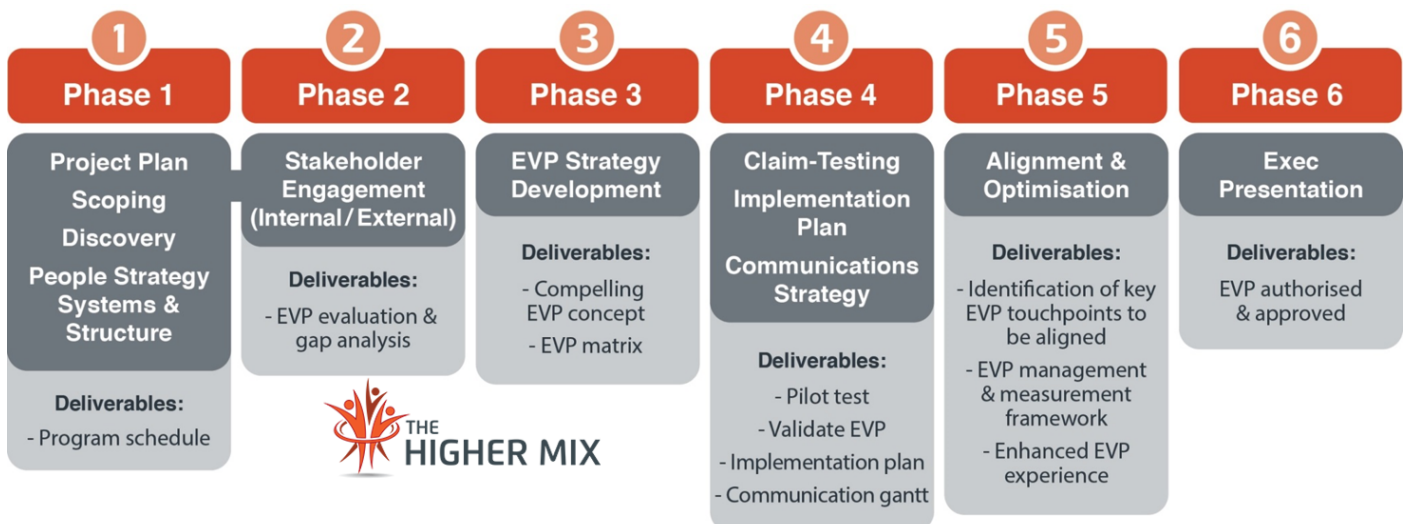 1
Phase 1
Project Plan
Scoping
Discovery
People Strategy
Systems &
Structure
Deliverables:
- Program schedule
2
Phase 2
Stakeholder
Engagement
(Internal / External)
Deliverables:
- EVP evaluation &
gap analysis
3
Phase 3
EVP Strategy
Development
Deliverables:
- Compelling
EVP concept
- EVP matrix
4
Phase 4
Claim-Testing
Implementation
Plan
Communications
Strategy
Deliverables:
- Pilot test
- Validate EVP
- Implementation plan
- Communication gantt
5
Phase 5
Alignment &
Optimisation
Deliverables:
- Identification of key
EVP touchpoints to
be aligned
- EVP management
& measurement
framework
- Enhanced EVP
experience
6
Phase 6
Exec
Presentation
Deliverables:
EVP authorised
& approved
THE
HIGHER MIX